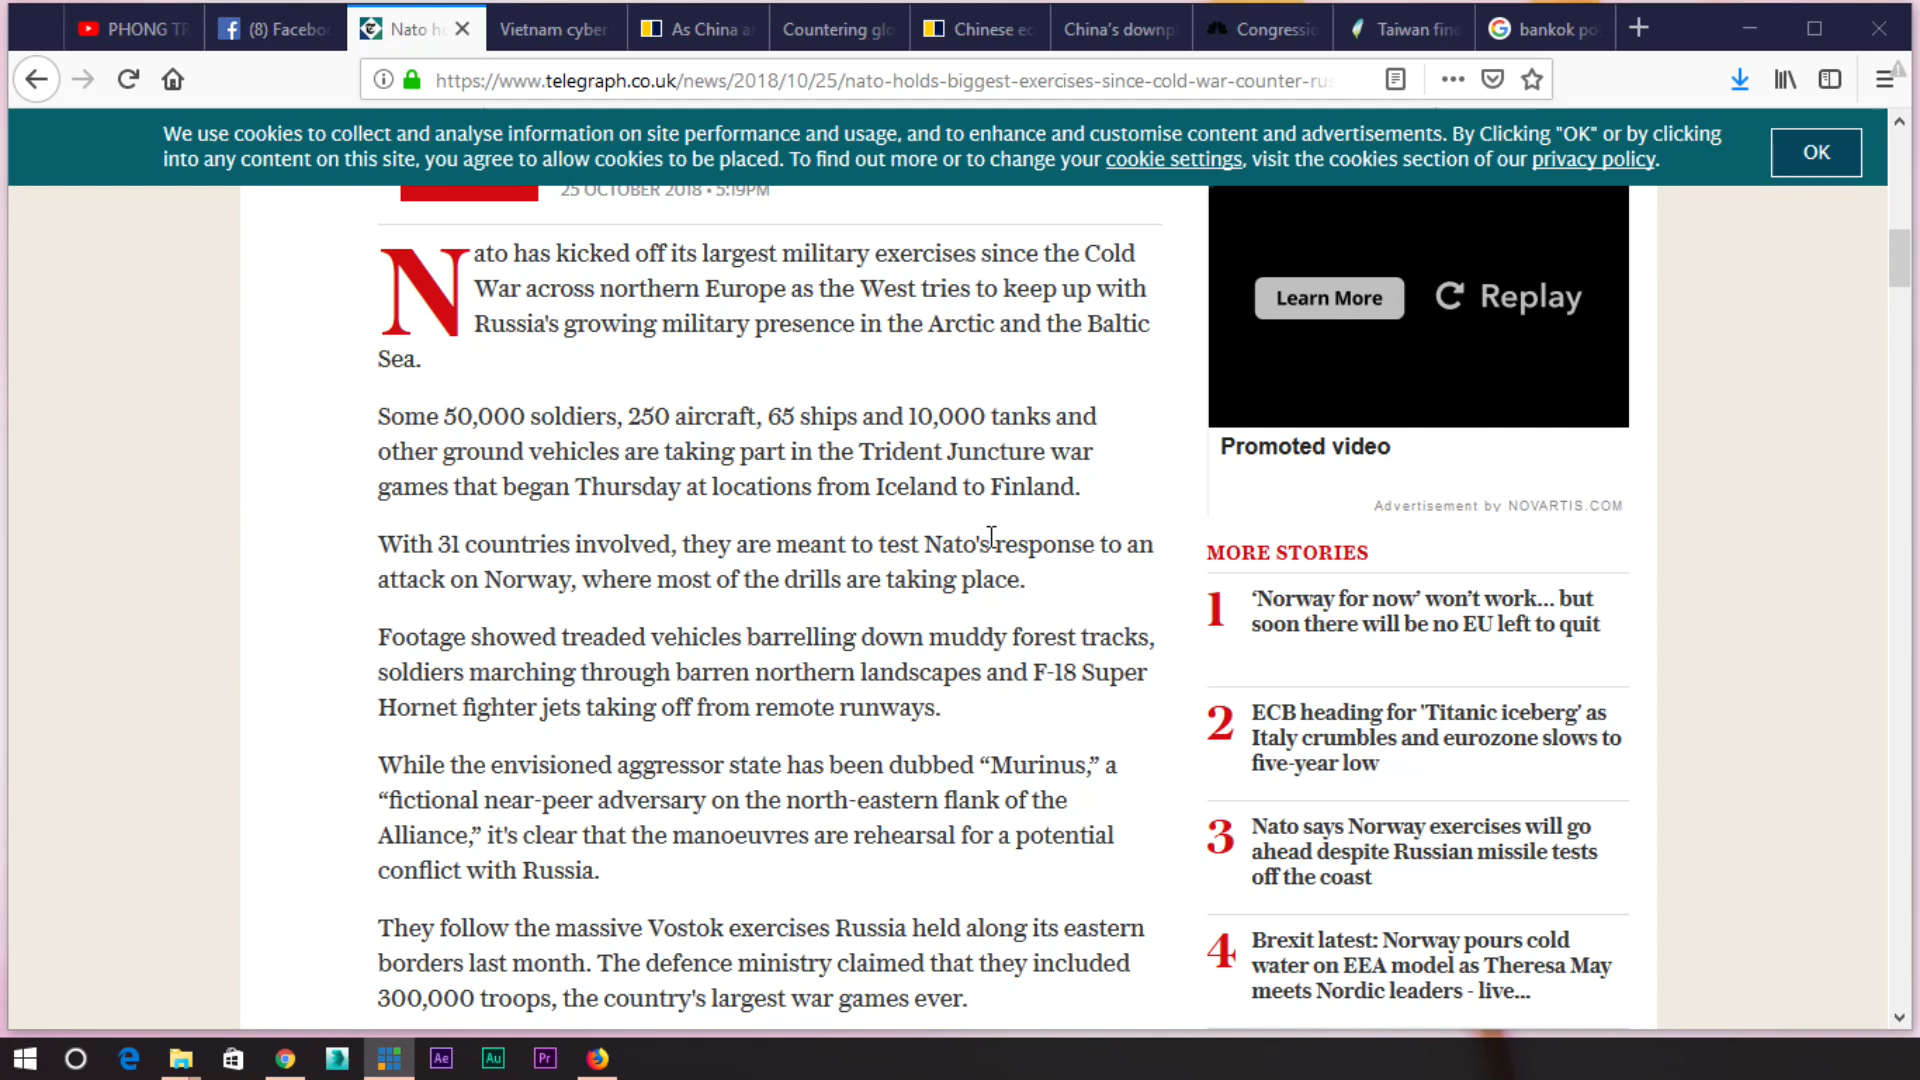 PHONG TR
(8) Facebo
Nato ho
Vietnam cyber
As China a
Countering glo
Chinese ec
China's downp
Congressio
Taiwan find
bankok po
https://www.telegraph.co.uk/news/2018/10/25/nato-holds-biggest-exercises-since-cold-war-counter-rus
We use cookies to collect and analyse information on site performance and usage, and to enhance and customise content and advertisements. By Clicking "OK" or by clicking
into any content on this site, you agree to allow cookies to be placed. To find out more or to change your cookie settings, visit the cookies section of our privacy policy.
OK
25 OCTOBER 2018 • 5:19PM
Nato has kicked off its largest military exercises since the Cold
War across northern Europe as the West tries to keep up with
Russia's growing military presence in the Arctic and the Baltic
Sea.
Some 50,000 soldiers, 250 aircraft, 65 ships and 10,000 tanks and
other ground vehicles are taking part in the Trident Juncture war
games that began Thursday at locations from Iceland to Finland.
With 31 countries involved, they are meant to test Nato's response to an
attack on Norway, where most of the drills are taking place.
Footage showed treaded vehicles barrelling down muddy forest tracks,
soldiers marching through barren northern landscapes and F-18 Super
Hornet fighter jets taking off from remote runways.
While the envisioned aggressor state has been dubbed “Murinus,” a
“fictional near-peer adversary on the north-eastern flank of the
Alliance,” it's clear that the manoeuvres are rehearsal for a potential
conflict with Russia.
They follow the massive Vostok exercises Russia held along its eastern
borders last month. The defence ministry claimed that they included
300,000 troops, the country's largest war games ever.
Learn More
Replay
Promoted video
Advertisement by NOVARTIS.COM
MORE STORIES
1
‘Norway for now’ won’t work... but
soon there will be no EU left to quit
2
ECB heading for 'Titanic iceberg' as
Italy crumbles and eurozone slows to
five-year low
3
Nato says Norway exercises will go
ahead despite Russian missile tests
off the coast
4
Brexit latest: Norway pours cold
water on EEA model as Theresa May
meets Nordic leaders - live...
Ae
Au
Pr